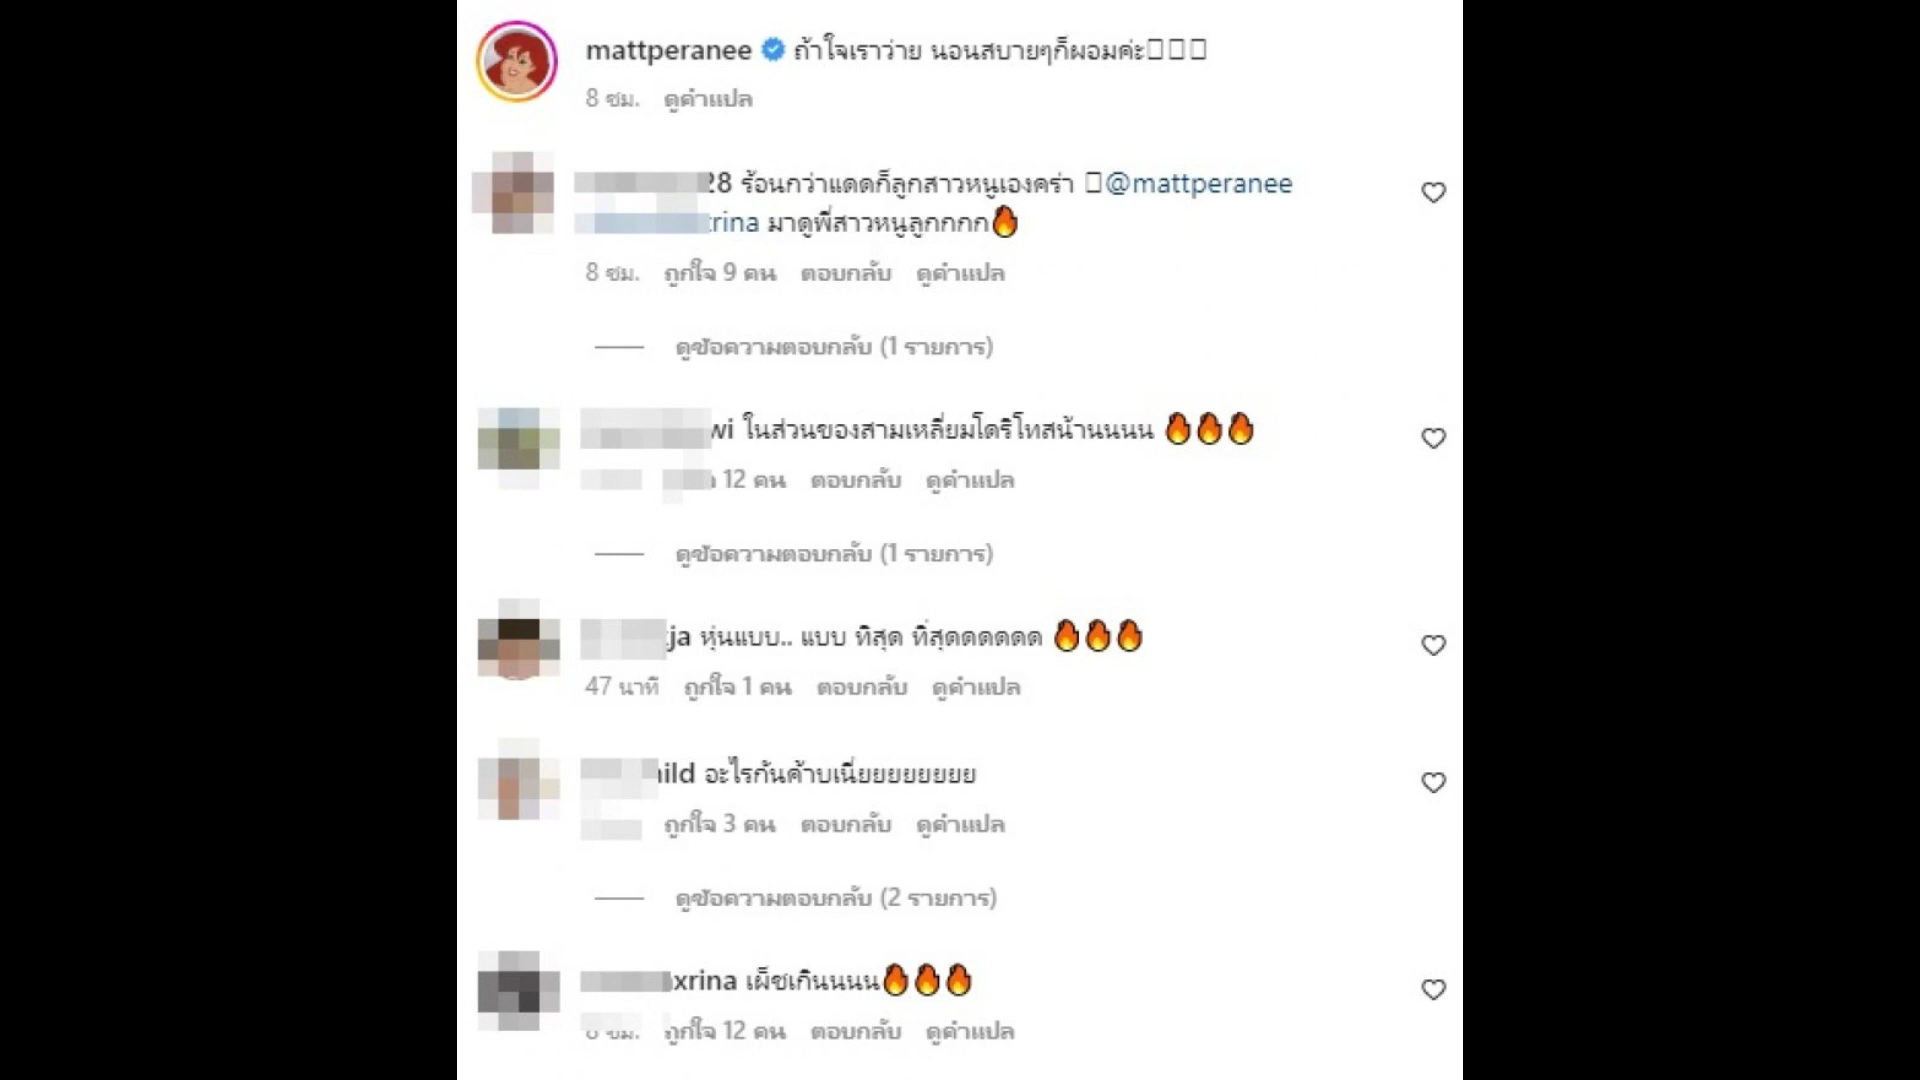 mattperanee ถ้าใจเราว่าย นอนสบายๆก็ผอมค่ะ
8 ชม. ดูคำแปล
28 ร้อนกว่าแดดก็ลูกสาวหนูเองคร่า @mattperanee
trina มาดูพี่สาวหนูลูกกกก🔥
8 ชม. ถูกใจ 9 คน ตอบกลับ ดูคำแปล
ดูข้อความตอบกลับ (1 รายการ)
wi ในส่วนของสามเหลี่ยมโดริโทสน้านนนน 🔥🔥🔥
12 คน ตอบกลับ ดูคำแปล
ดูข้อความตอบกลับ (1 รายการ)
ja หุ่นแบบ.. แบบ ที่สุด ที่สุดดดดดด 🔥🔥🔥
47 นาที ถูกใจ 1 คน ตอบกลับ ดูคำแปล
ild อะไรกันค้าบเนี่ยยยยยยยย
ถูกใจ 3 คน ตอบกลับ ดูคำแปล
ดูข้อความตอบกลับ (2 รายการ)
xrina เผ็ชเกินนนน🔥🔥🔥
8 ชม. ถูกใจ 12 คน ตอบกลับ ดูคำแปล